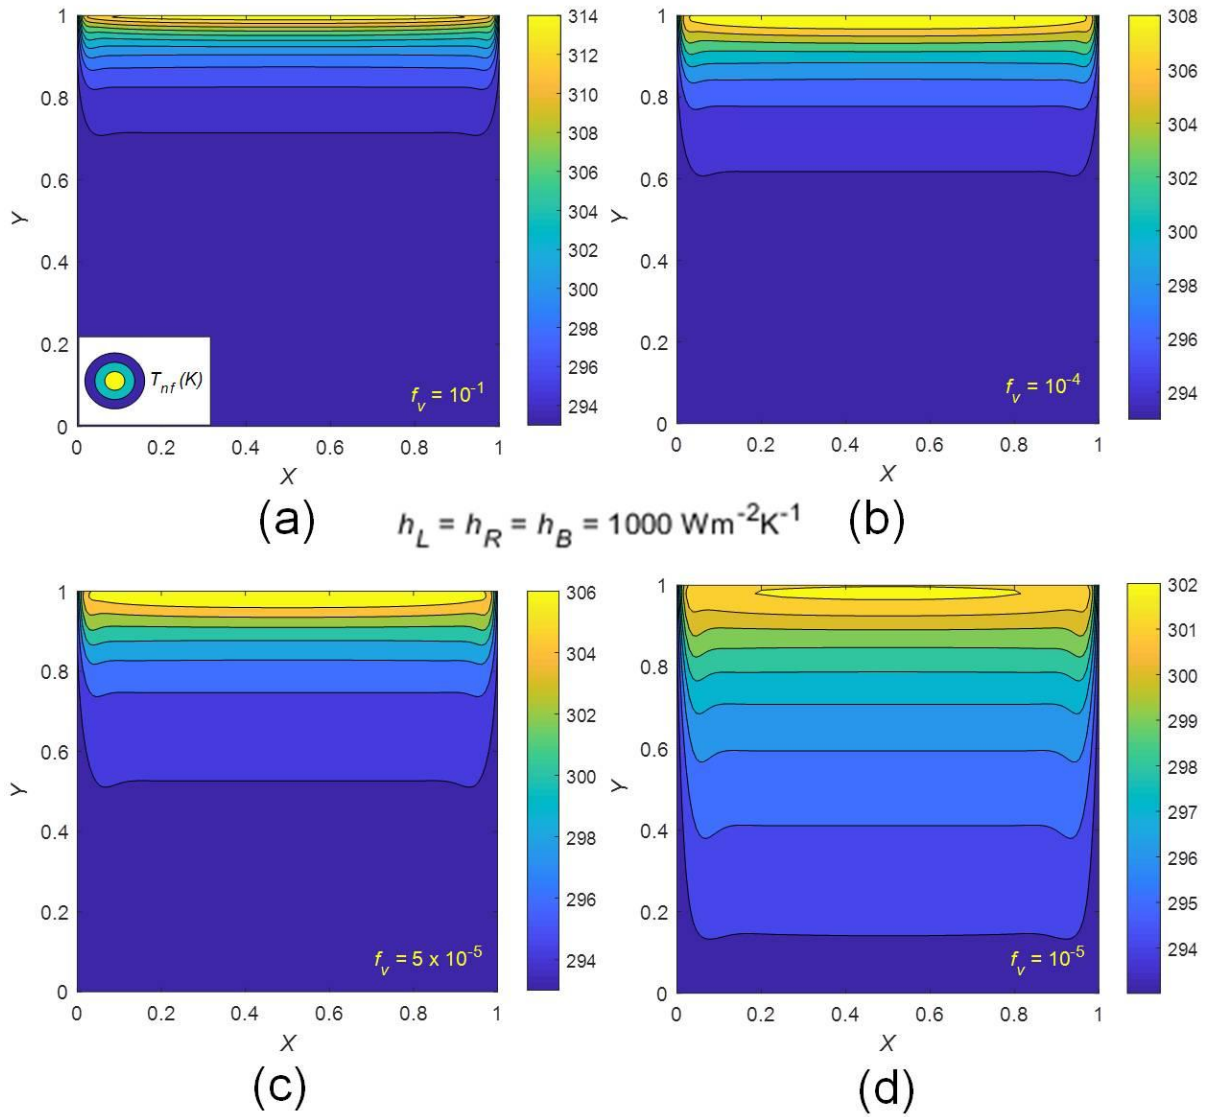 314
312
310
308
306
304
302
300
298
296
294
1
0.8
0.6
0.4
0.2
0
Y
T_nf (K)
f_v = 10^-1
0 0.2 0.4 0.6 0.8 1
X
(a)
308
306
304
302
300
298
296
294
1
0.8
0.6
0.4
0.2
0
Y
f_v = 10^-4
0 0.2 0.4 0.6 0.8 1
X
(b)
h_L = h_R = h_B = 1000 Wm^-2K^-1
306
304
302
300
298
296
294
1
0.8
0.6
0.4
0.2
0
Y
f_v = 5 x 10^-5
0 0.2 0.4 0.6 0.8 1
X
(c)
302
301
300
299
298
297
296
295
294
1
0.8
0.6
0.4
0.2
0
Y
f_v = 10^-5
0 0.2 0.4 0.6 0.8 1
X
(d)